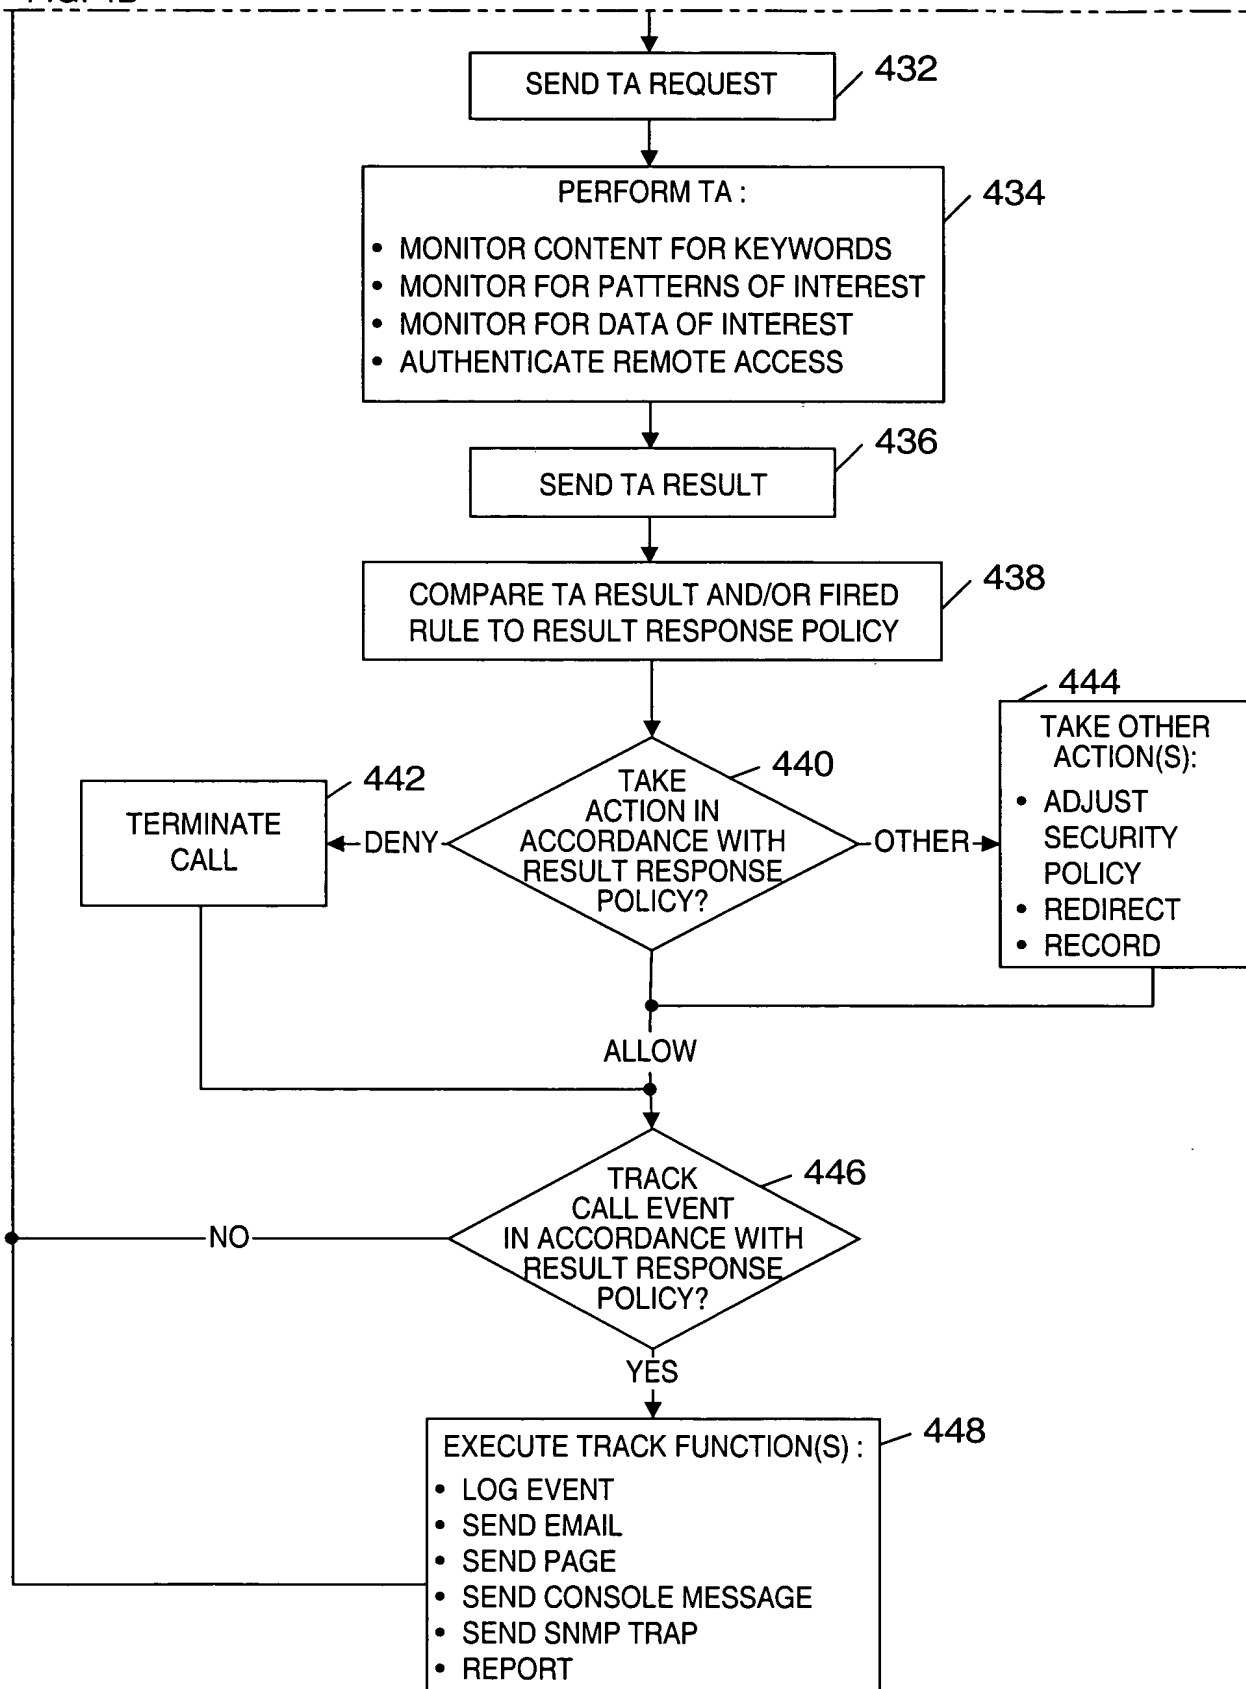 SEND TA REQUEST
432
PERFORM TA :
• MONITOR CONTENT FOR KEYWORDS
• MONITOR FOR PATTERNS OF INTEREST
• MONITOR FOR DATA OF INTEREST
• AUTHENTICATE REMOTE ACCESS
434
SEND TA RESULT
436
COMPARE TA RESULT AND/OR FIRED
RULE TO RESULT RESPONSE POLICY
438
TAKE
ACTION IN
ACCORDANCE WITH
RESULT RESPONSE
POLICY?
440
DENY
442
TERMINATE
CALL
OTHER
444
TAKE OTHER
ACTION(S):
• ADJUST
SECURITY
POLICY
• REDIRECT
• RECORD
ALLOW
TRACK
CALL EVENT
IN ACCORDANCE WITH
RESULT RESPONSE
POLICY?
446
NO
YES
EXECUTE TRACK FUNCTION(S) :
• LOG EVENT
• SEND EMAIL
• SEND PAGE
• SEND CONSOLE MESSAGE
• SEND SNMP TRAP
• REPORT
448